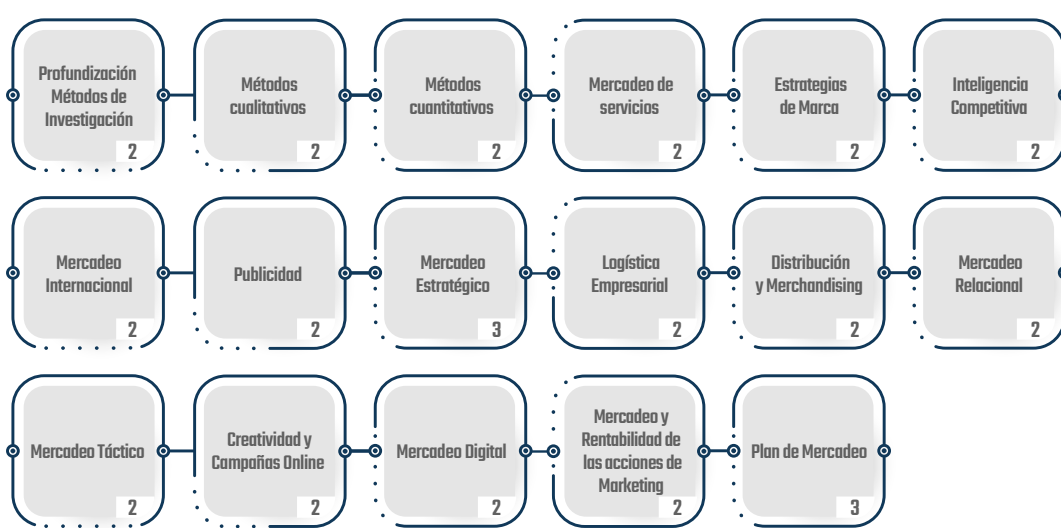 Profundización
Métodos de
Investigación
2
Métodos
cualitativos
2
Métodos
cuantitativos
2
Mercadeo de
servicios
2
Estrategias
de Marca
2
Inteligencia
Competitiva
2
Mercadeo
Internacional
2
Publicidad
2
Mercadeo
Estratégico
3
Logística
Empresarial
2
Distribución
y Merchandising
2
Mercadeo
Relacional
2
Mercadeo Táctico
2
Creatividad y
Campañas Online
2
Mercadeo Digital
2
Mercadeo y
Rentabilidad de
las acciones de
Marketing
2
Plan de Mercadeo
3